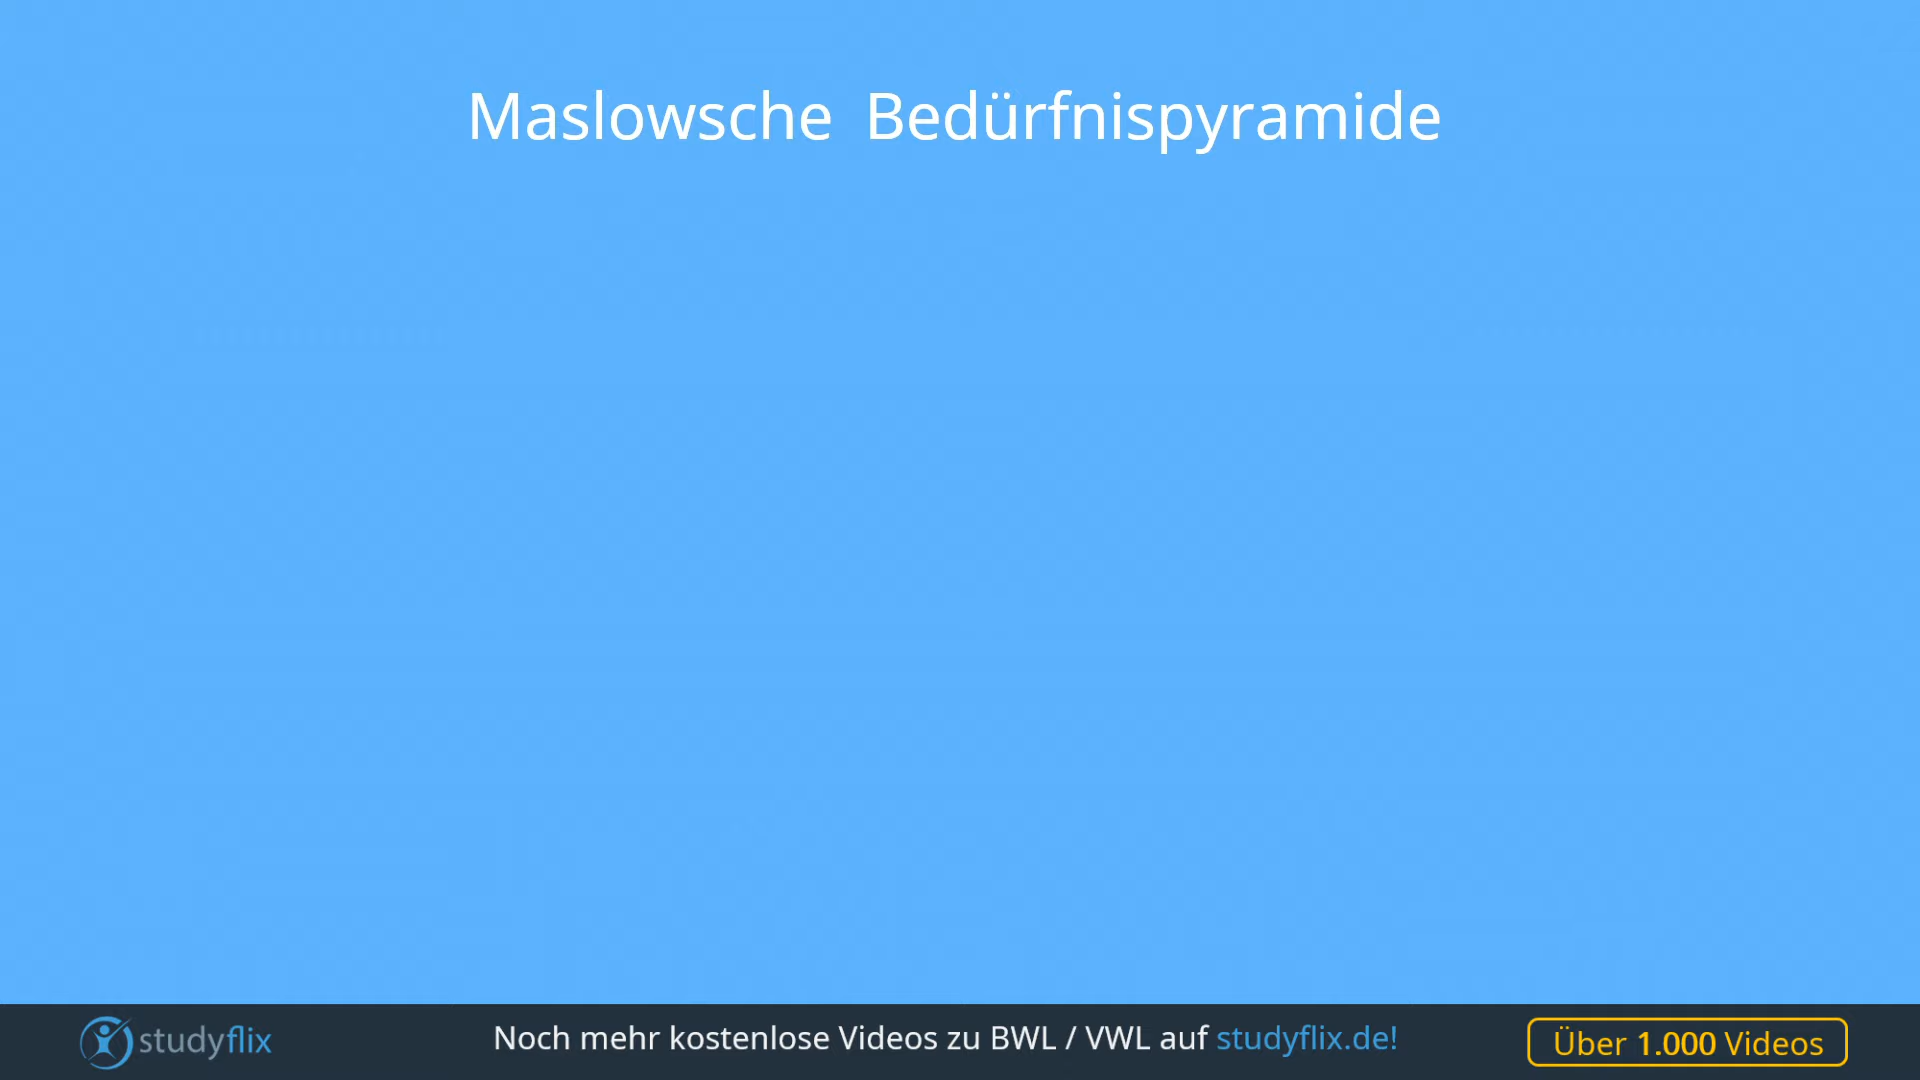 Maslowsche Bedürfnispyramide
studyflix
Noch mehr kostenlose Videos zu BWL / VWL auf studyflix.de!
Über 1.000 Videos